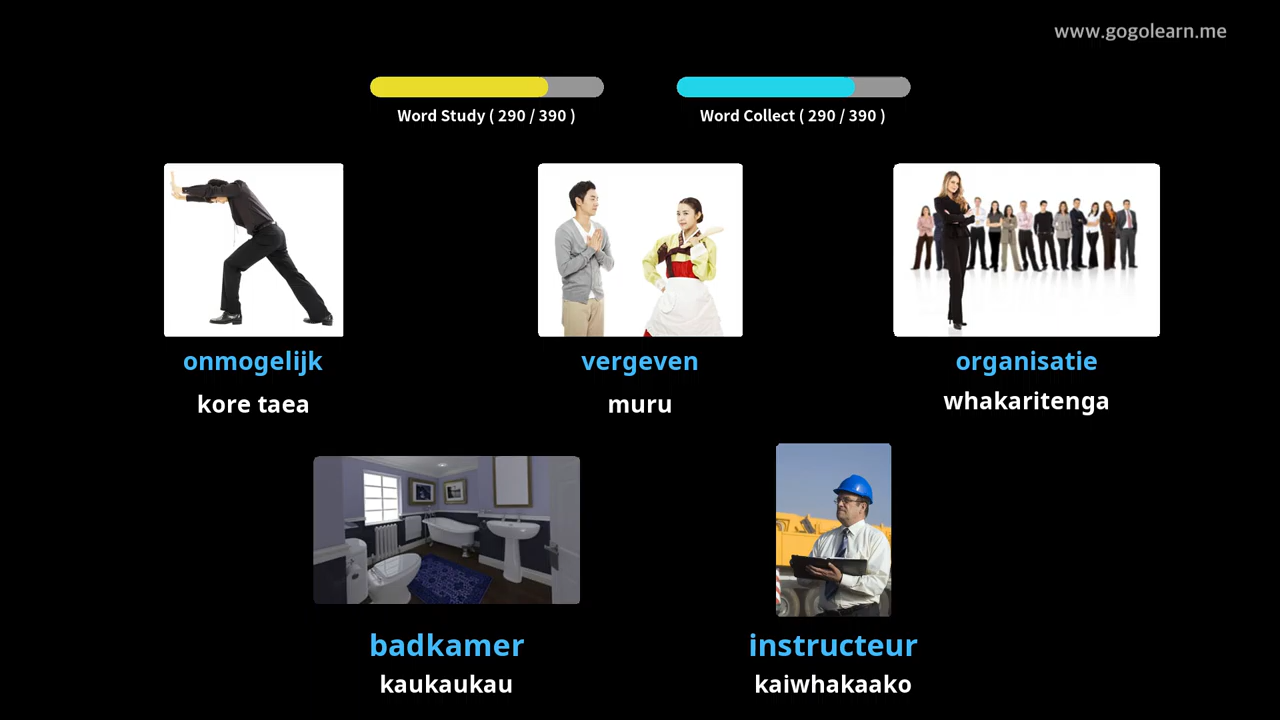 www.gogolearn.me
Word Study ( 290 / 390 )
Word Collect ( 290 / 390 )
onmogelijk
vergeven
organisatie
kore taea
muru
whakaritenga
badkamer
instructeur
kaukaukau
kaiwhakaako